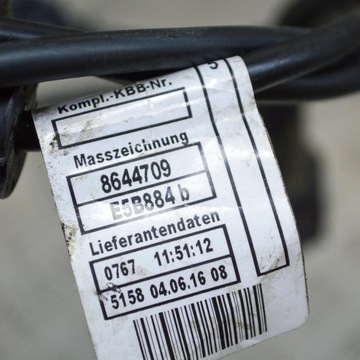 Kompl.-KBB-Nr.
Masszeichnung
8644709
E5B884 b
Lieferantendaten
0767 11:51:12
5158 04.06.16 08